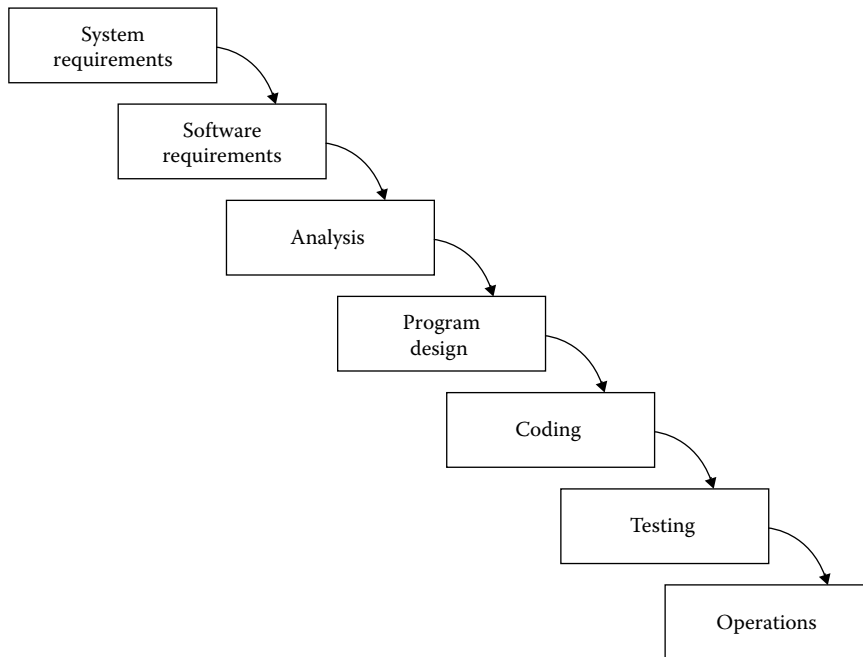 System
requirements
Software
requirements
Analysis
Program
design
Coding
Testing
Operations